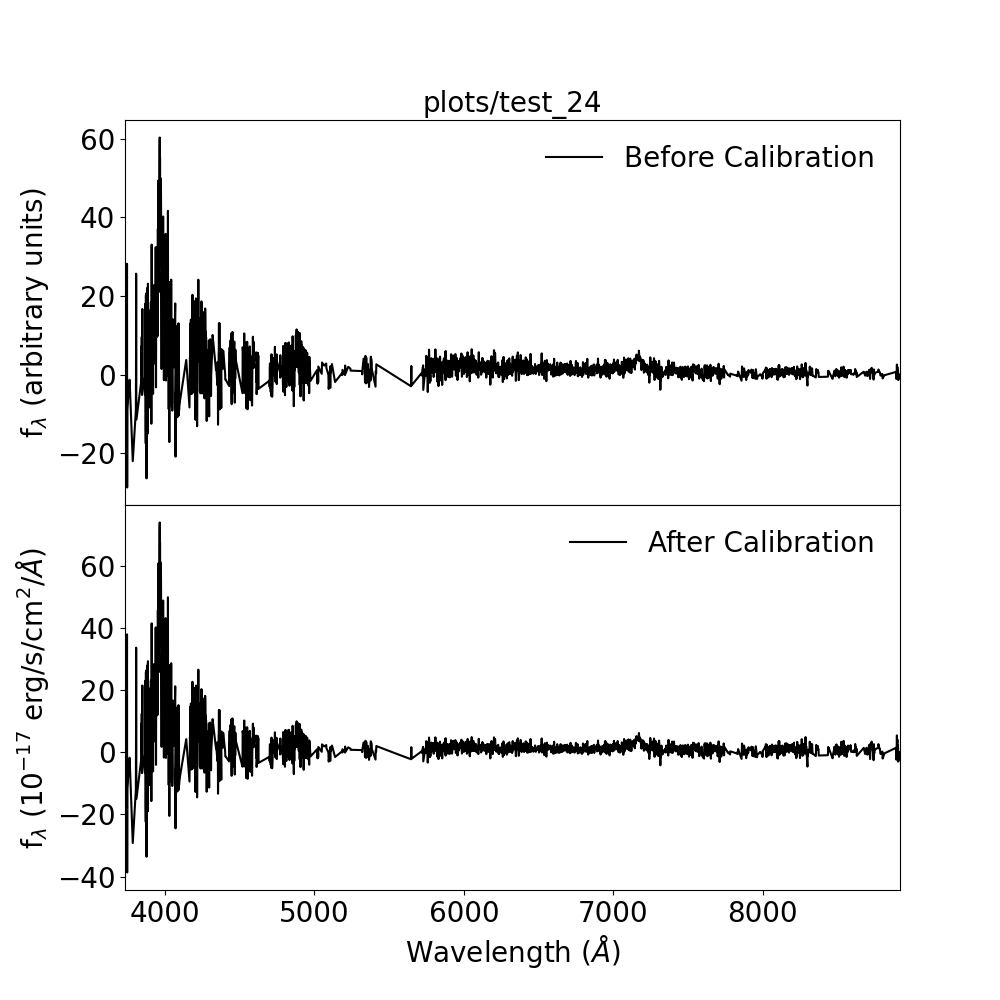 plots/test_24
60
40
20
0
−20
f_λ (arbitrary units)
Before Calibration
60
40
20
0
−20
−40
f_λ (10^−17 erg/s/cm^2/Å)
After Calibration
4000 5000 6000 7000 8000
Wavelength (Å)